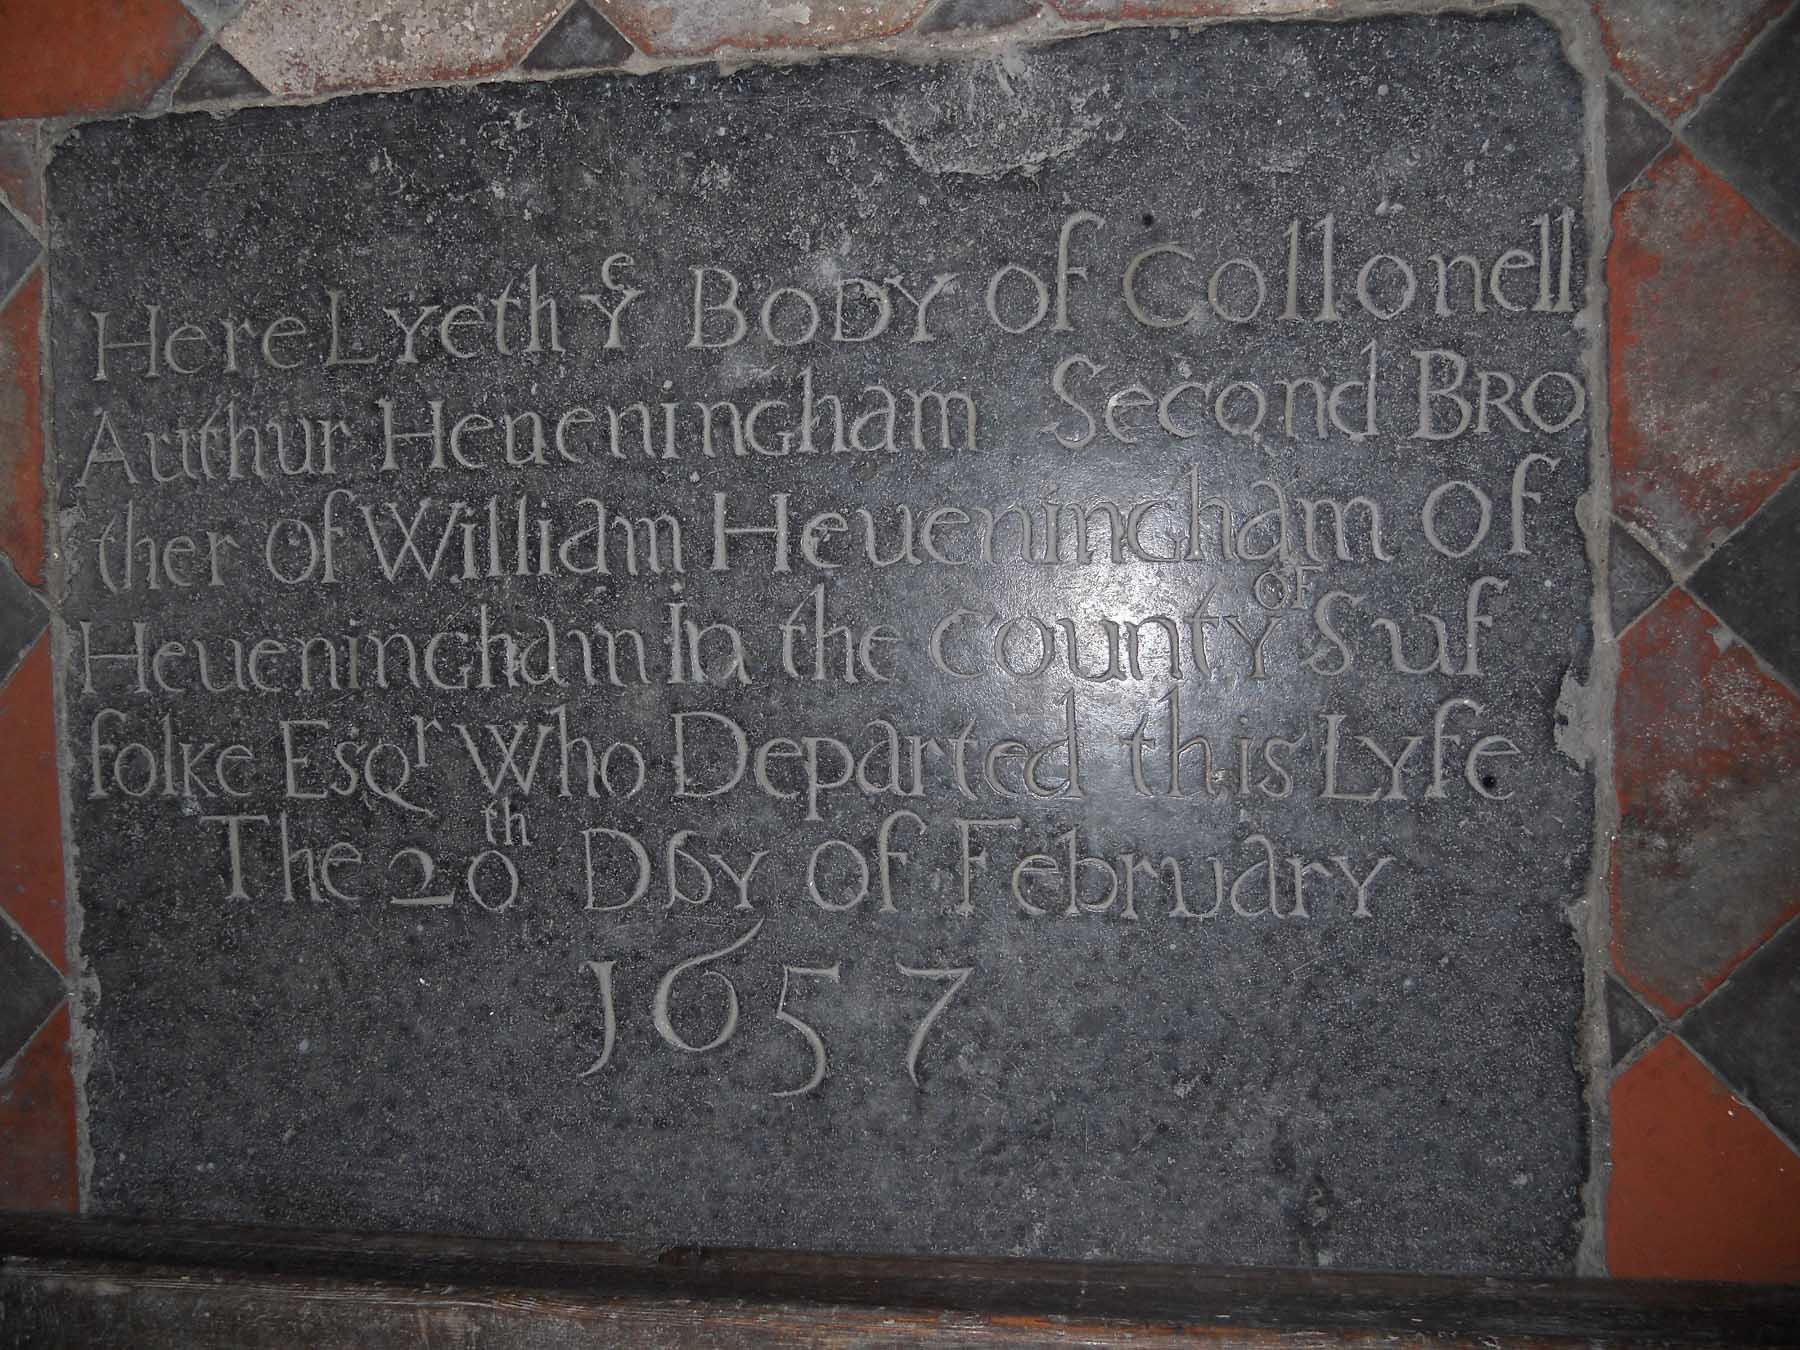 Here Lyeth yᵉ BODY of Collonell
Arthur Heueningham Second BRO
ther of William Heueningham of
Heueningham In the County of Suf
folke Esqʳ Who Departed this Lyfe
The 20ᵗʰ Day of February
1657